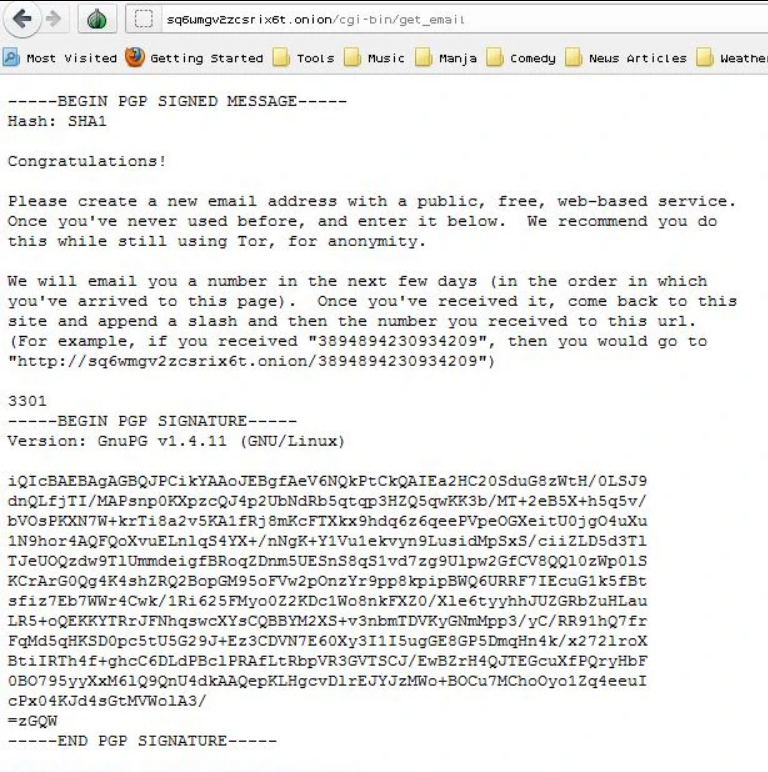 sq6wmgv2zcsrix6t.onion/cgi-bin/get_email
Most Visited Getting Started Tools Music Manja Comedy News Articles Weather
-----BEGIN PGP SIGNED MESSAGE-----
Hash: SHA1
Congratulations!
Please create a new email address with a public, free, web-based service.
Once you've never used before, and enter it below.  We recommend you do
this while still using Tor, for anonymity.
We will email you a number in the next few days (in the order in which
you've arrived to this page).  Once you've received it, come back to this
site and append a slash and then the number you received to this url.
(For example, if you received "3894894230934209", then you would go to
"http://sq6wmgv2zcsrix6t.onion/3894894230934209")
3301
-----BEGIN PGP SIGNATURE-----
Version: GnuPG v1.4.11 (GNU/Linux)
iQIcBAEBAgAGBQJPCikYAAoJEBgfAeV6NQkPtCkQAIEa2HC20SduG8zWtH/0LSJ9
dnQLfjTI/MAPsnp0KXpzcQJ4p2UbNdRb5qtqp3HZQ5qwKK3b/MT+2eB5X+h5q5v/
bVOsPKXN7W+krTi8a2v5KA1fRj8mKcFTXkx9hdq6z6qeePVpeOGXeitU0jgO4uXu
1N9hor4AQFQoXvuELnlqS4YX+/nNgK+Y1Vu1ekvyn9LusidMpSxS/ciiZLD5d3Tl
TJeUOQzdw9TlUmmdeigfBRoqZDnm5UESnS8qS1vd7zg9Ulpw2GfCV8QQl0zWp0lS
KCrArG0Qg4K4shZRQ2BopGM95oFVw2pOnzYr9pp8kpipBWQ6URRF7IEcuG1k5fBt
sfiz7Eb7WWr4Cwk/1Ri625FMyo0Z2KDc1Wo8nkFXZ0/Xle6tyyhhJUZGRbZuHLau
LR5+oQEKKYTRrJFNhqswcXYsCQBBYM2XS+v3nbmTDVKyGNmMpp3/yC/RR91hQ7fr
FqMd5qHKSD0pc5tU5G29J+Ez3CDVN7E60Xy3I1I5ugGE8GP5DmqHn4k/x272lroX
BtiIRTh4f+ghcC6DLdPBclPRAfLtRbpVR3GVTSCJ/EwBZrH4QJTEGcuXfPQryHbF
0BO795yyXxM6lQ9QnU4dkAAQepKLHgcvDlrEJYJzMWo+BOCu7MChoOyo1Zq4eeuI
cPx04KJd4sGtMVWolA3/
=zGQW
-----END PGP SIGNATURE-----